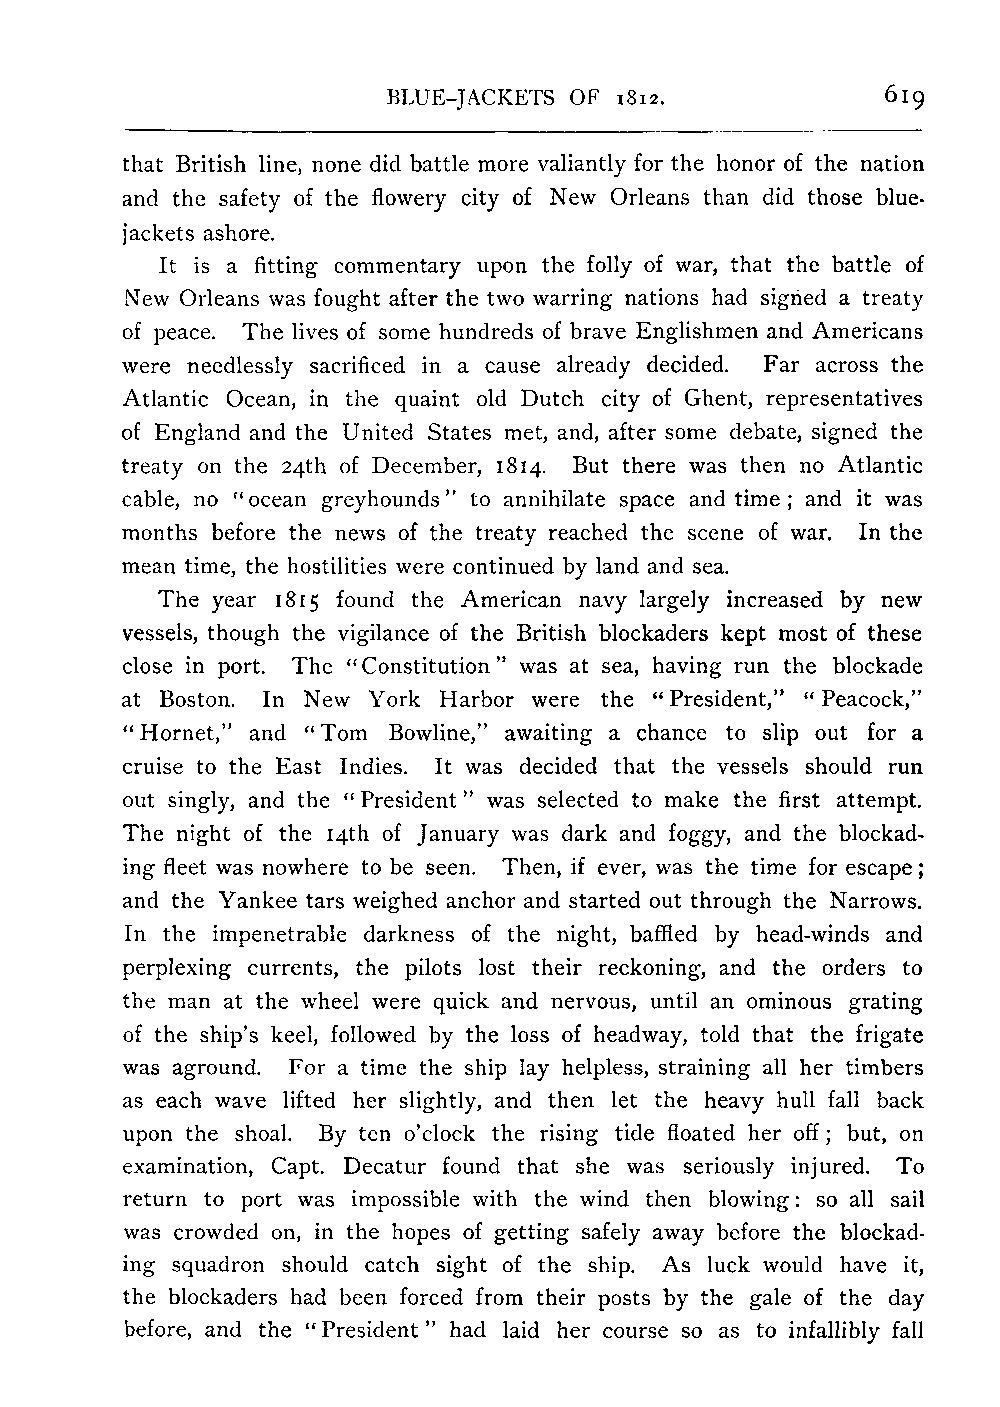 BLUE-JACKETS OF 1812. 619
that British line, none did battle more valiantly for the honor of the nation
and the safety of the flowery city of New Orleans than did those blue-
jackets ashore.
It is a fitting commentary upon the folly of war, that the battle of
New Orleans was fought after the two warring nations had signed a treaty
of peace. The lives of some hundreds of brave Englishmen and Americans
were needlessly sacrificed in a cause already decided. Far across the
Atlantic Ocean, in the quaint old Dutch city of Ghent, representatives
of England and the United States met, and, after some debate, signed the
treaty on the 24th of December, 1814. But there was then no Atlantic
cable, no "ocean greyhounds" to annihilate space and time; and it was
months before the news of the treaty reached the scene of war. In the
mean time, the hostilities were continued by land and sea.
The year 1815 found the American navy largely increased by new
vessels, though the vigilance of the British blockaders kept most of these
close in port. The "Constitution" was at sea, having run the blockade
at Boston. In New York Harbor were the "President," "Peacock,"
"Hornet," and "Tom Bowline," awaiting a chance to slip out for a
cruise to the East Indies. It was decided that the vessels should run
out singly, and the "President" was selected to make the first attempt.
The night of the 14th of January was dark and foggy, and the blockad-
ing fleet was nowhere to be seen. Then, if ever, was the time for escape;
and the Yankee tars weighed anchor and started out through the Narrows.
In the impenetrable darkness of the night, baffled by head-winds and
perplexing currents, the pilots lost their reckoning, and the orders to
the man at the wheel were quick and nervous, until an ominous grating
of the ship's keel, followed by the loss of headway, told that the frigate
was aground. For a time the ship lay helpless, straining all her timbers
as each wave lifted her slightly, and then let the heavy hull fall back
upon the shoal. By ten o'clock the rising tide floated her off; but, on
examination, Capt. Decatur found that she was seriously injured. To
return to port was impossible with the wind then blowing: so all sail
was crowded on, in the hopes of getting safely away before the blockad-
ing squadron should catch sight of the ship. As luck would have it,
the blockaders had been forced from their posts by the gale of the day
before, and the "President" had laid her course so as to infallibly fall